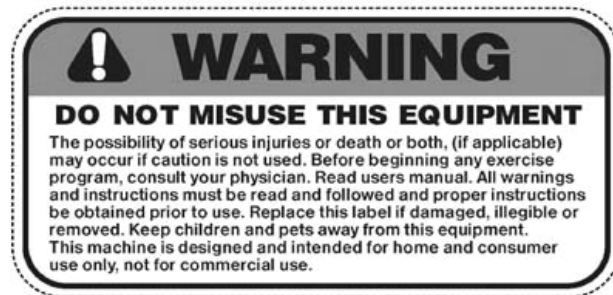 WARNING
DO NOT MISUSE THIS EQUIPMENT
The possibility of serious injuries or death or both, (if applicable)
may occur if caution is not used. Before beginning any exercise
program, consult your physician. Read users manual. All warnings
and instructions must be read and followed and proper instructions
be obtained prior to use. Replace this label if damaged, illegible or
removed. Keep children and pets away from this equipment.
This machine is designed and intended for home and consumer
use only, not for commercial use.